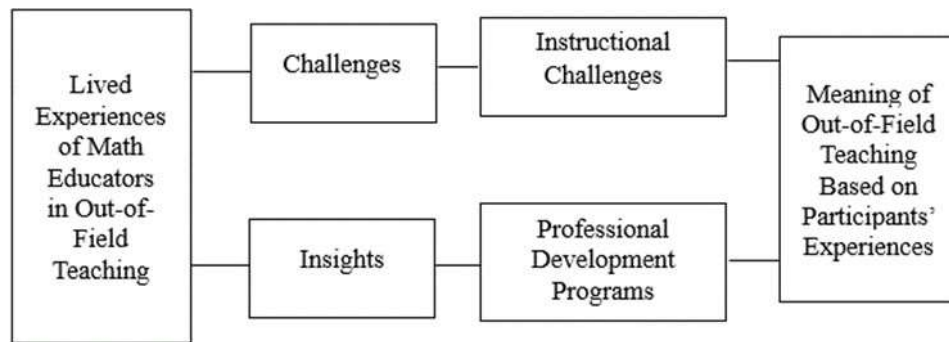 Lived
Experiences
of Math
Educators
in Out-of-
Field
Teaching
Challenges
Instructional
Challenges
Insights
Professional
Development
Programs
Meaning of
Out-of-Field
Teaching
Based on
Participants’
Experiences